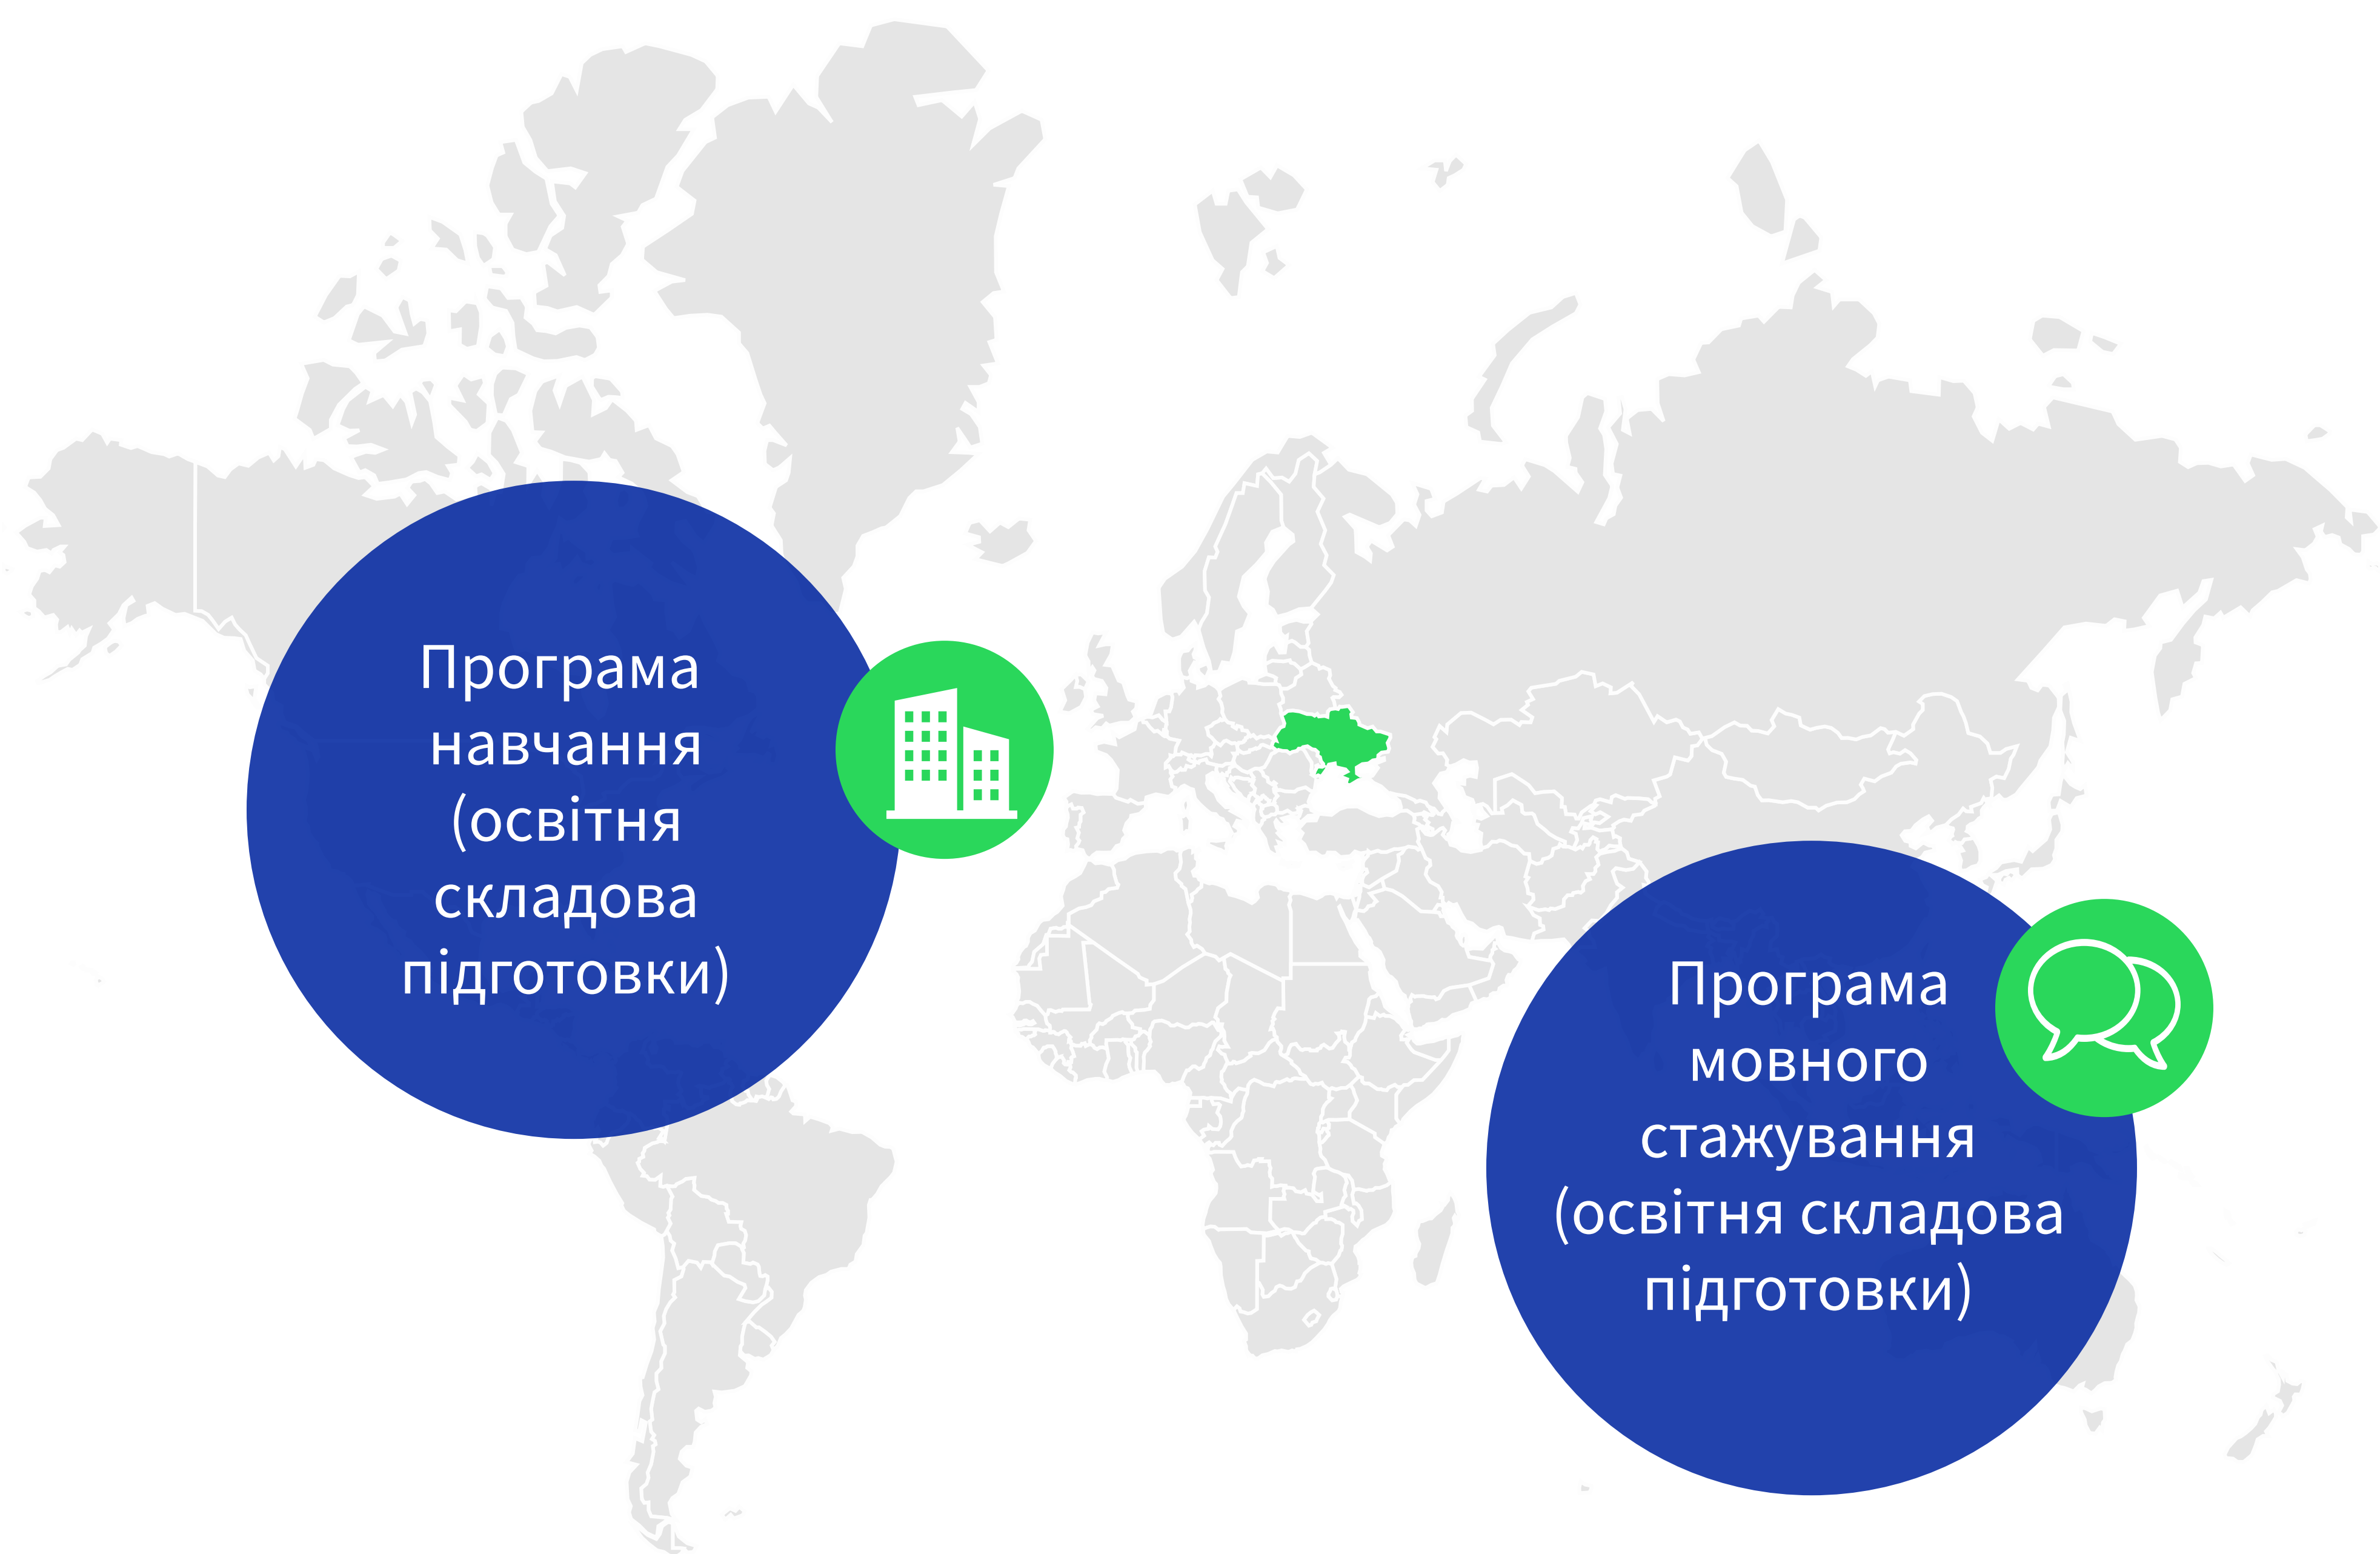 Програма
навчання
(освітня
складова
підготовки)
Програма
мовного
стажування
(освітня складова
підготовки)